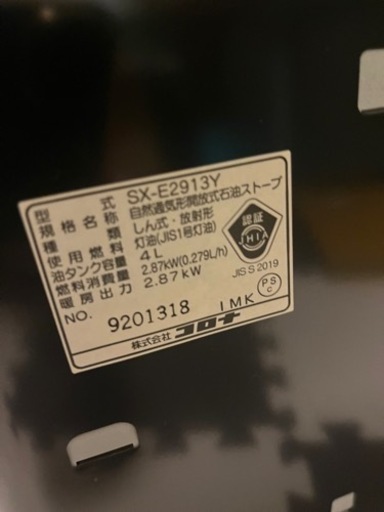 型式 SX-E2913Y
規格名称 自然通気形開放式石油ストーブ
種類 しん式・放射形
使用燃料 灯油(JIS1号灯油)
油タンク容量 4L
燃料消費量 2.87kW(0.279L/h)
暖房出力 2.87kW
認証
JHIA
JIS S 2019
PS
C
NO. 9201318 1MK
株式会社 コロナ